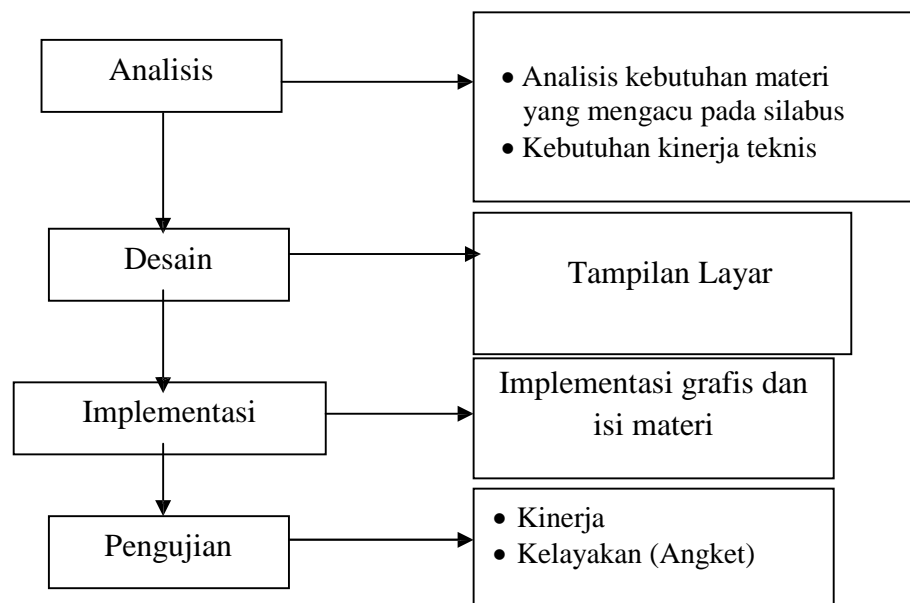 Analisis
• Analisis kebutuhan materi
yang mengacu pada silabus
• Kebutuhan kinerja teknis
Desain
Tampilan Layar
Implementasi
Implementasi grafis dan
isi materi
Pengujian
• Kinerja
• Kelayakan (Angket)